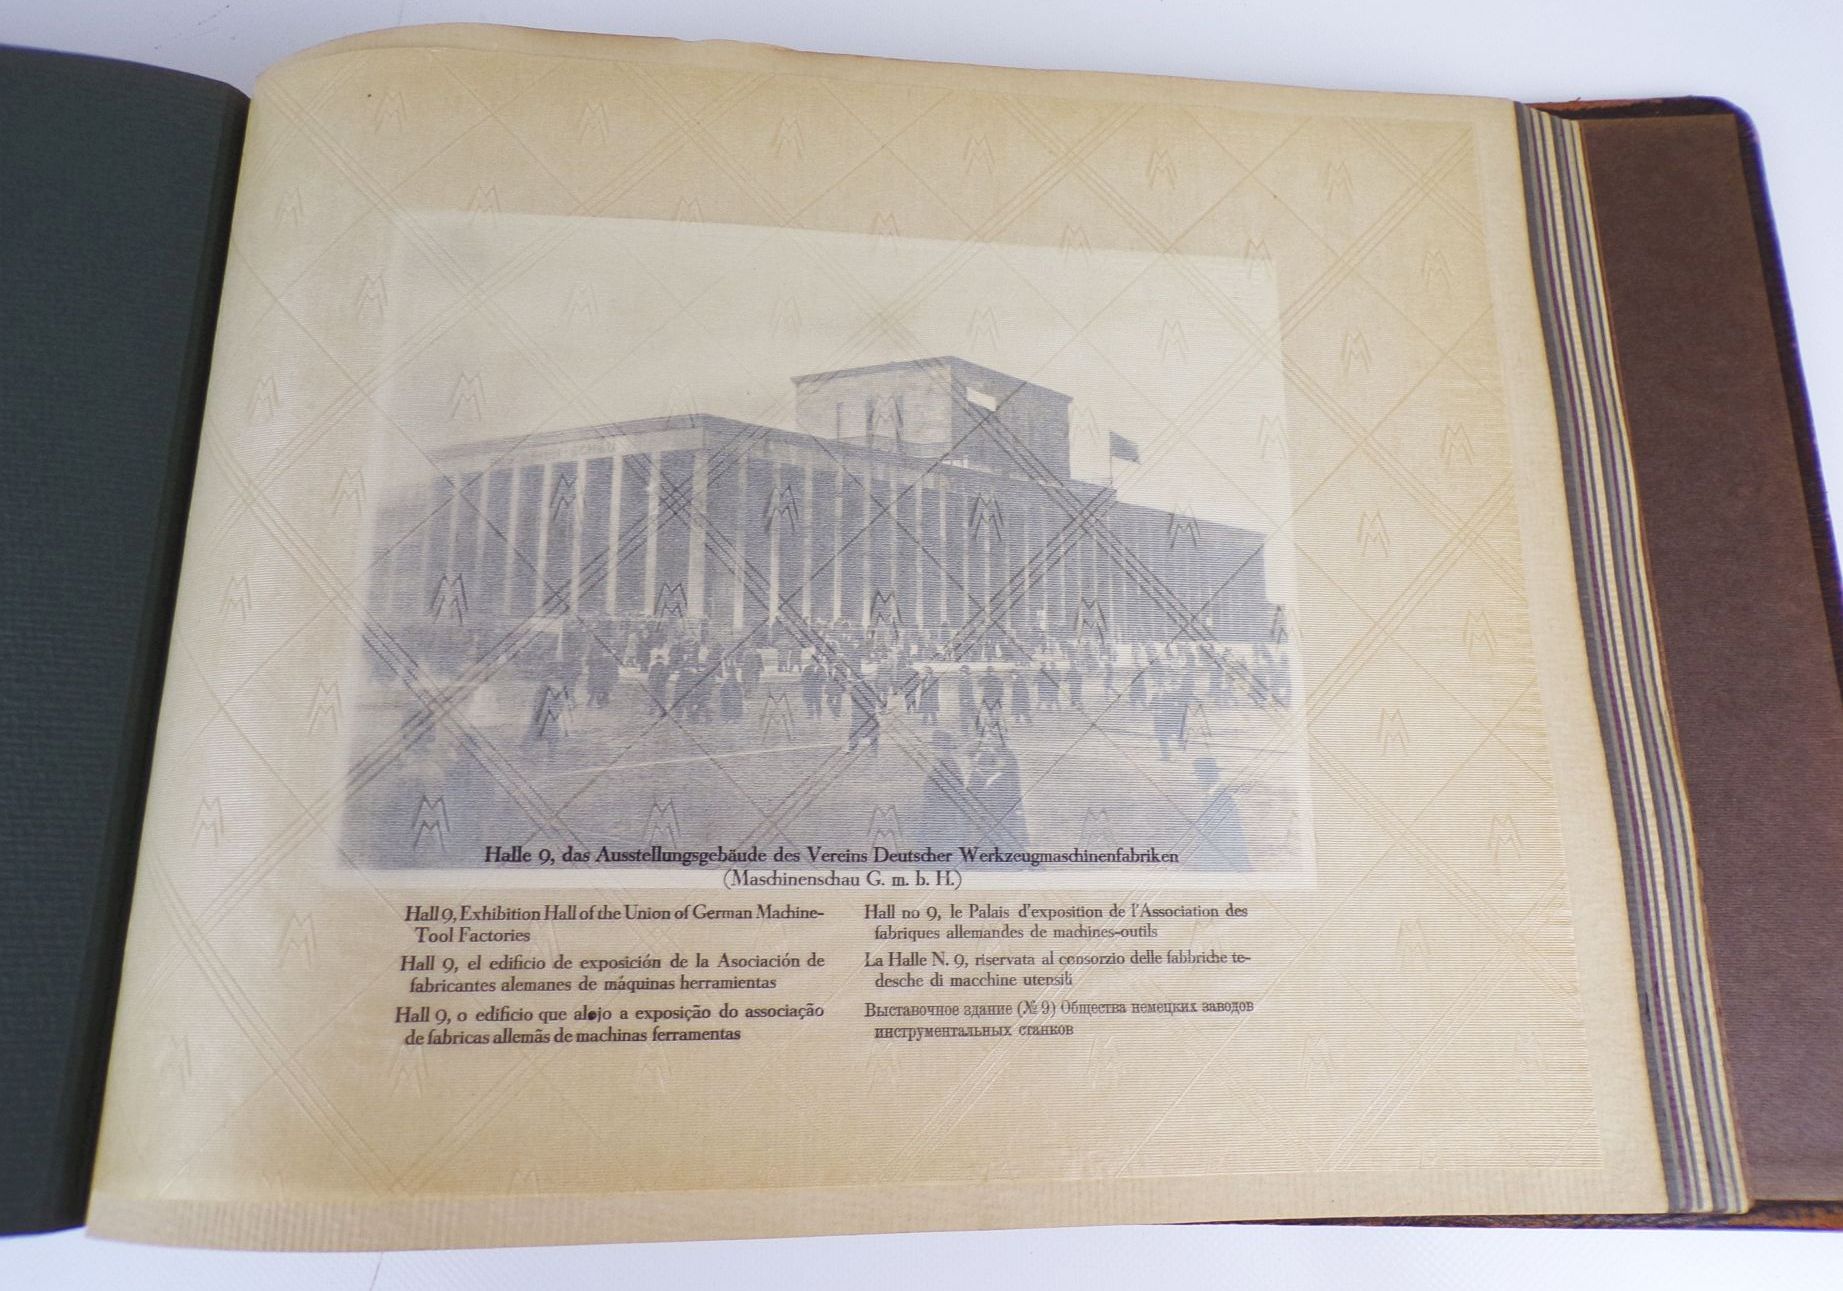 Halle 9, das Ausstellungsgebäude des Vereins Deutscher Werkzeugmaschinenfabriken
(Maschinenschau G. m. b. H.)
Hall 9, Exhibition Hall of the Union of German Machine-
Tool Factories
Hall 9, el edificio de exposición de la Asociación de
fabricantes alemanes de máquinas herramientas
Hall 9, o edificio que alojo a exposição do associação
de fabricas allemãs de machinas ferramentas
Hall no 9, le Palais d'exposition de l'Association des
fabriques allemandes de machines-outils
La Halle N. 9, riservata al consorzio delle fabbriche te-
desche di macchine utensili
Выставочное здание (№ 9) Общества немецких заводов
инструментальных станков